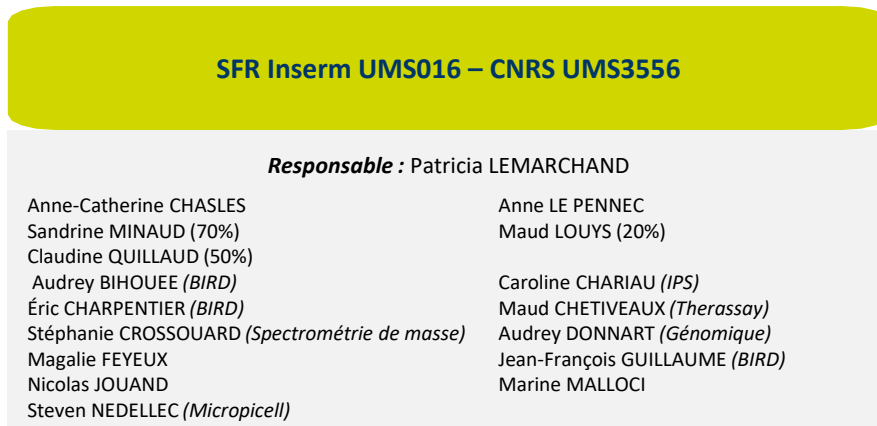 SFR Inserm UMS016 – CNRS UMS3556
Responsable : Patricia LEMARCHAND
Anne-Catherine CHASLES
Anne LE PENNEC
Sandrine MINAUD (70%)
Maud LOUYS (20%)
Claudine QUILLAUD (50%)
Audrey BIHOUEE (BIRD)
Caroline CHARIAU (IPS)
Éric CHARPENTIER (BIRD)
Maud CHETIVEAUX (Therassay)
Stéphanie CROSSOUARD (Spectrométrie de masse)
Audrey DONNART (Génomique)
Magalie FEYEUX
Jean-François GUILLAUME (BIRD)
Nicolas JOUAND
Marine MALLOCI
Steven NEDELLEC (Micropicell)